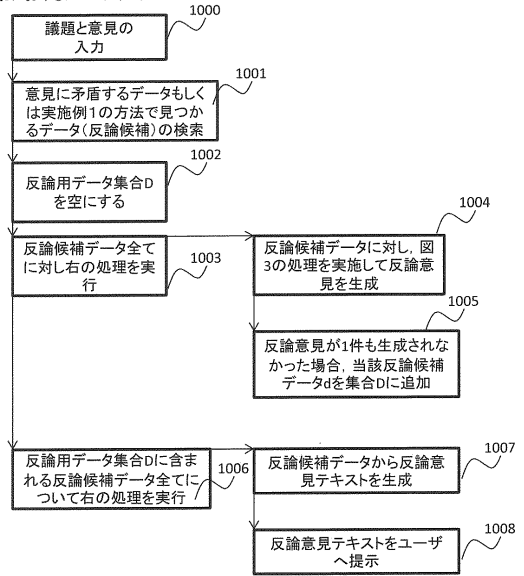 1000
議題と意見の
入力
1001
意見に矛盾するデータもしく
は実施例1の方法で見つか
るデータ(反論候補)の検索
1002
反論用データ集合D
を空にする
1003
反論候補データ全て
に対し右の処理を実
行
1004
反論候補データに対し，図
3の処理を実施して反論意
見を生成
1005
反論意見が1件も生成されな
かった場合，当該反論候補
データdを集合Dに追加
1006
反論用データ集合Dに含ま
れる反論候補データ全てに
ついて右の処理を実行
1007
反論候補データから反論意
見テキストを生成
1008
反論意見テキストをユーザ
へ提示